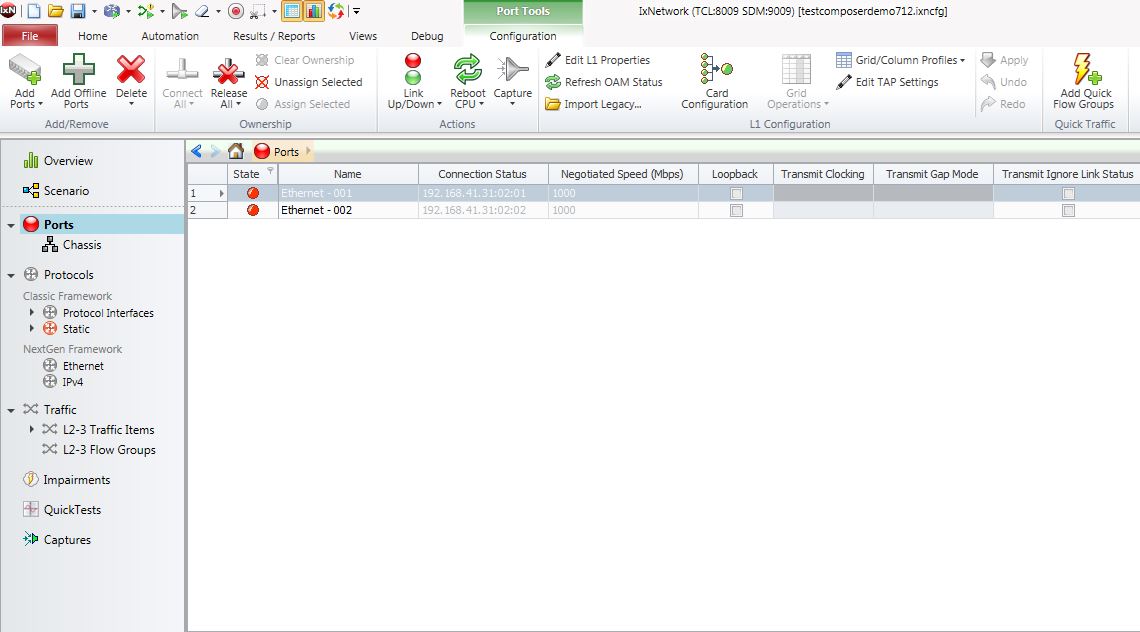 IxN
Port Tools
IxNetwork (TCL:8009 SDM:9009) [testcomposerdemo712.ixncfg]
File Home Automation Results / Reports Views Debug Configuration
Add Ports Add Offline Ports Delete
Connect All Release All
Clear Ownership
Unassign Selected
Assign Selected
Link Up/Down Reboot CPU Capture
Edit L1 Properties
Refresh OAM Status
Import Legacy...
Card Configuration
Grid Operations
Grid/Column Profiles
Edit TAP Settings
Apply
Undo
Redo
Add Quick Flow Groups
Add/Remove Ownership Actions L1 Configuration Quick Traffic
Overview
Scenario
Ports
Chassis
Protocols
Classic Framework
Protocol Interfaces
Static
NextGen Framework
Ethernet
IPv4
Traffic
L2-3 Traffic Items
L2-3 Flow Groups
Impairments
QuickTests
Captures
Ports
State Name Connection Status Negotiated Speed (Mbps) Loopback Transmit Clocking Transmit Gap Mode Transmit Ignore Link Status
1 Ethernet - 001 192.168.41.31:02:01 1000
2 Ethernet - 002 192.168.41.31:02:02 1000